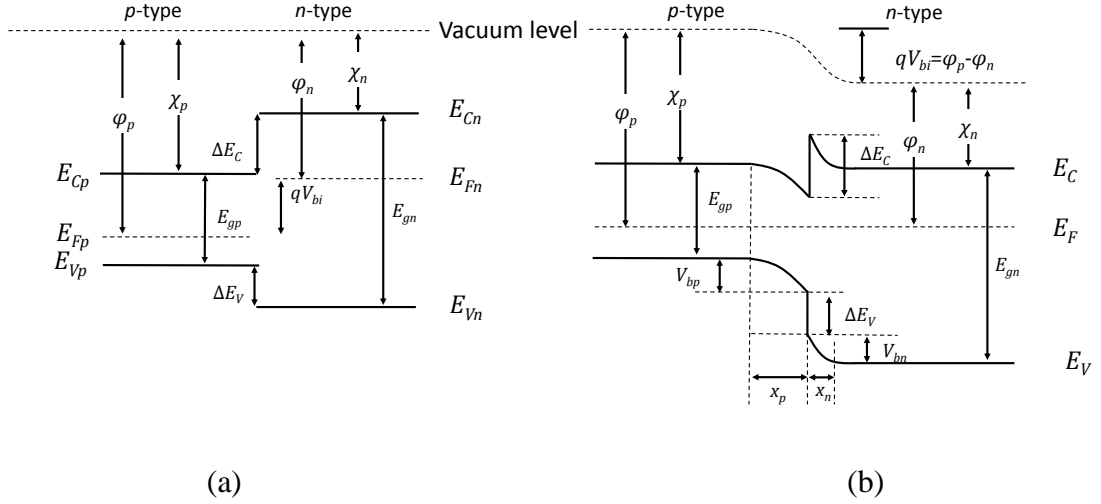 p-type
n-type
Vacuum level
φp
χp
φn
χn
ECn
ΔEC
ECp
EFn
qVbi
Egp
Egn
EFp
EVp
ΔEV
EVn
(a)
p-type
n-type
qVbi=φp-φn
φp
χp
φn
χn
ΔEC
EC
Egp
EF
Egn
Vbp
ΔEV
Vbn
EV
xp
xn
(b)